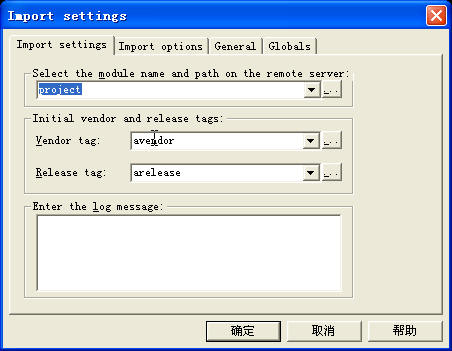 Import settings
Import settings Import options General Globals
Select the module name and path on the remote server:
project
...
Initial vendor and release tags:
Vendor tag: avendor ...
Release tag: arelease ...
Enter the log message:
确定 取消 帮助